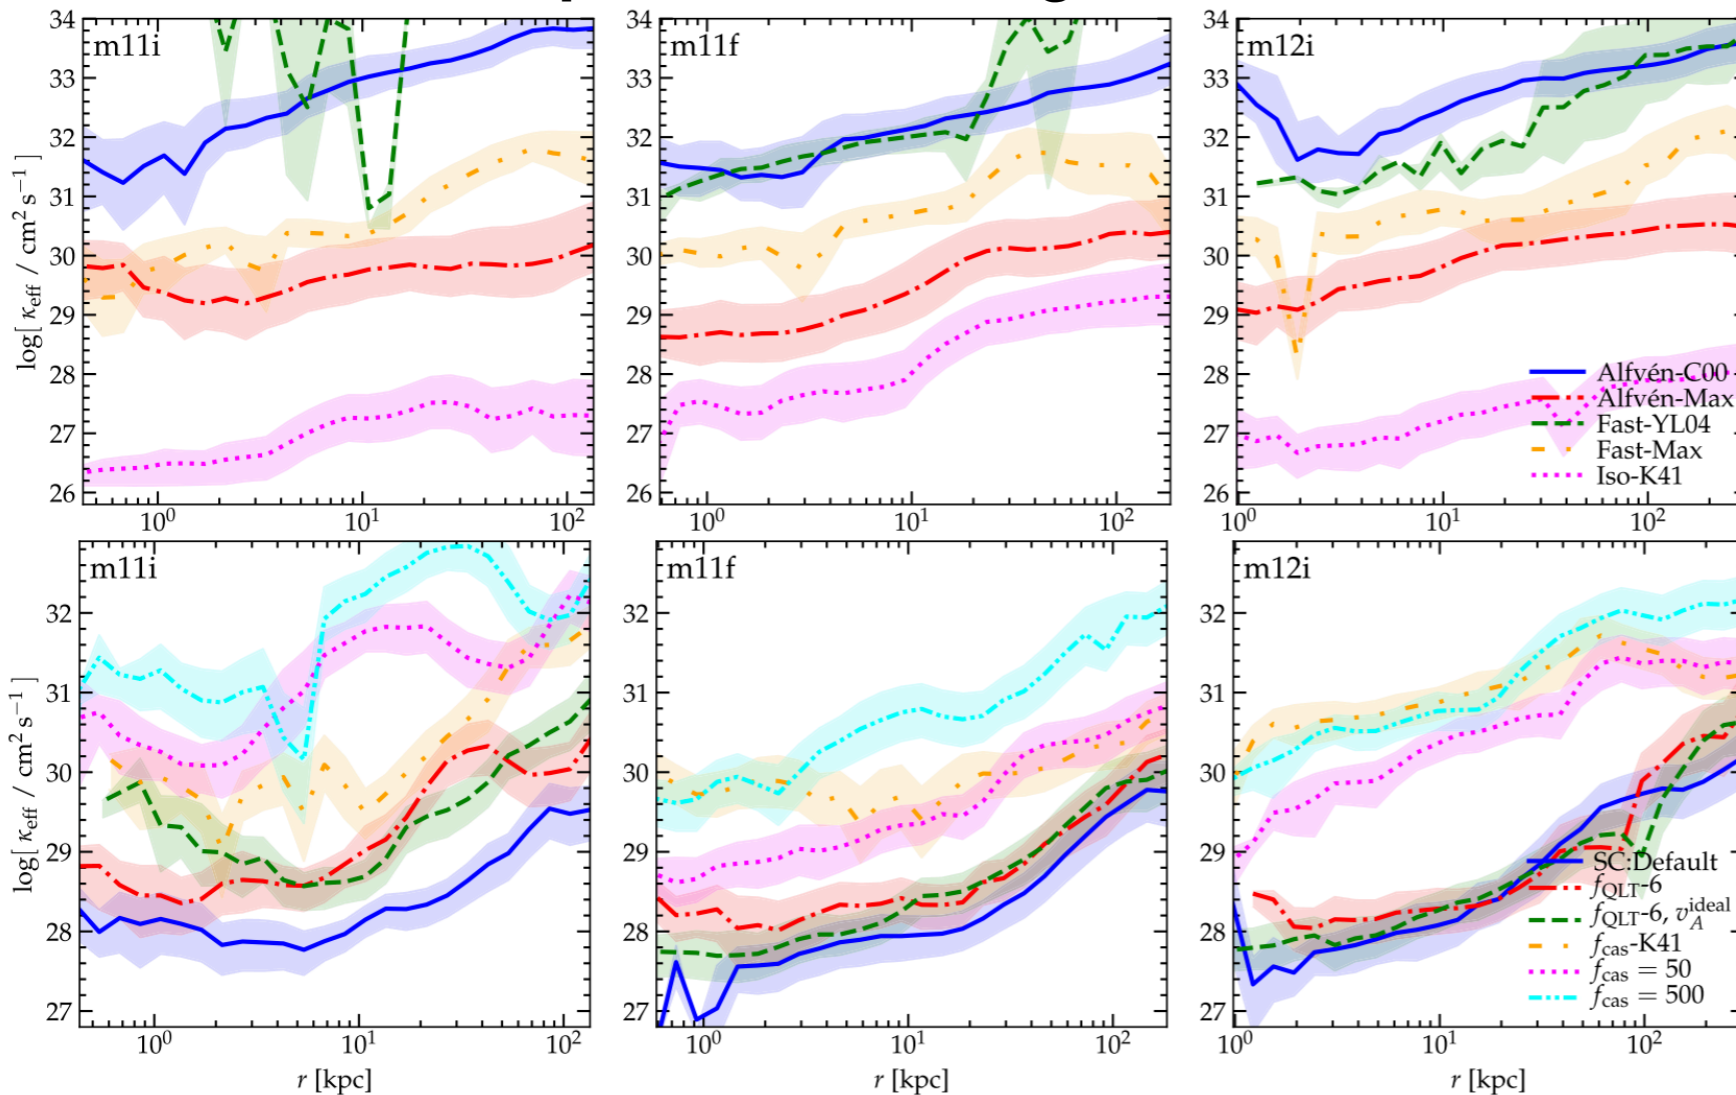 m11i
m11f
m12i
34
33
32
31
30
29
28
27
26
log[ κeff / cm² s⁻¹ ]
10⁰
10¹
10²
34
33
32
31
30
29
28
27
26
10⁰
10¹
10²
34
33
32
31
30
29
28
27
26
10⁰
10¹
10²
Alfvén-C00
Alfvén-Max
Fast-YL04
Fast-Max
Iso-K41
m11i
m11f
m12i
32
31
30
29
28
27
log[ κeff / cm² s⁻¹ ]
10⁰
10¹
10²
r [kpc]
32
31
30
29
28
27
10⁰
10¹
10²
r [kpc]
32
31
30
29
28
27
10⁰
10¹
10²
r [kpc]
SC:Default
fQLT-6
fQLT-6, vAideal
fcas-K41
fcas = 50
fcas = 500